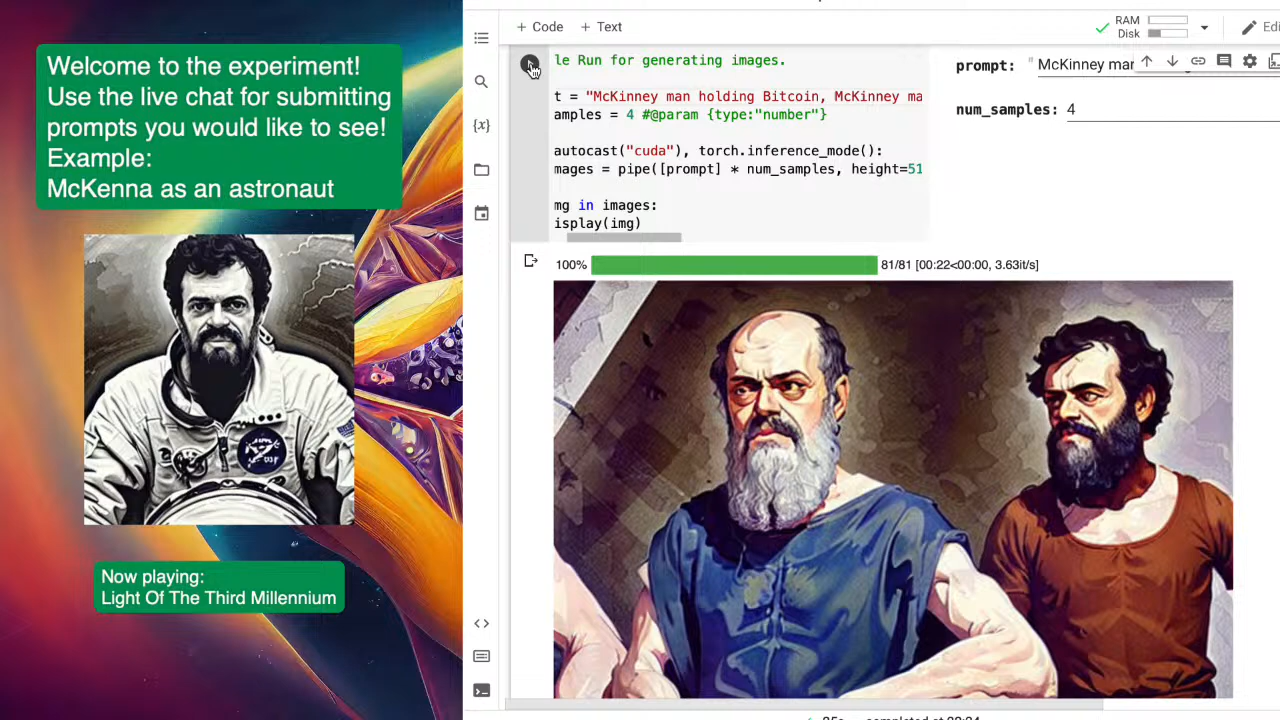 Welcome to the experiment!
Use the live chat for submitting
prompts you would like to see!
Example:
McKenna as an astronaut
Now playing:
Light Of The Third Millennium
+ Code + Text
RAM
Disk
Edi
le Run for generating images.
t = "McKinney man holding Bitcoin, McKinney ma
amples = 4 #@param {type:"number"}
autocast("cuda"), torch.inference_mode():
mages = pipe([prompt] * num_samples, height=51
mg in images:
isplay(img)
prompt: " McKinney man
num_samples: 4
{x}
100% 81/81 [00:22<00:00, 3.63it/s]